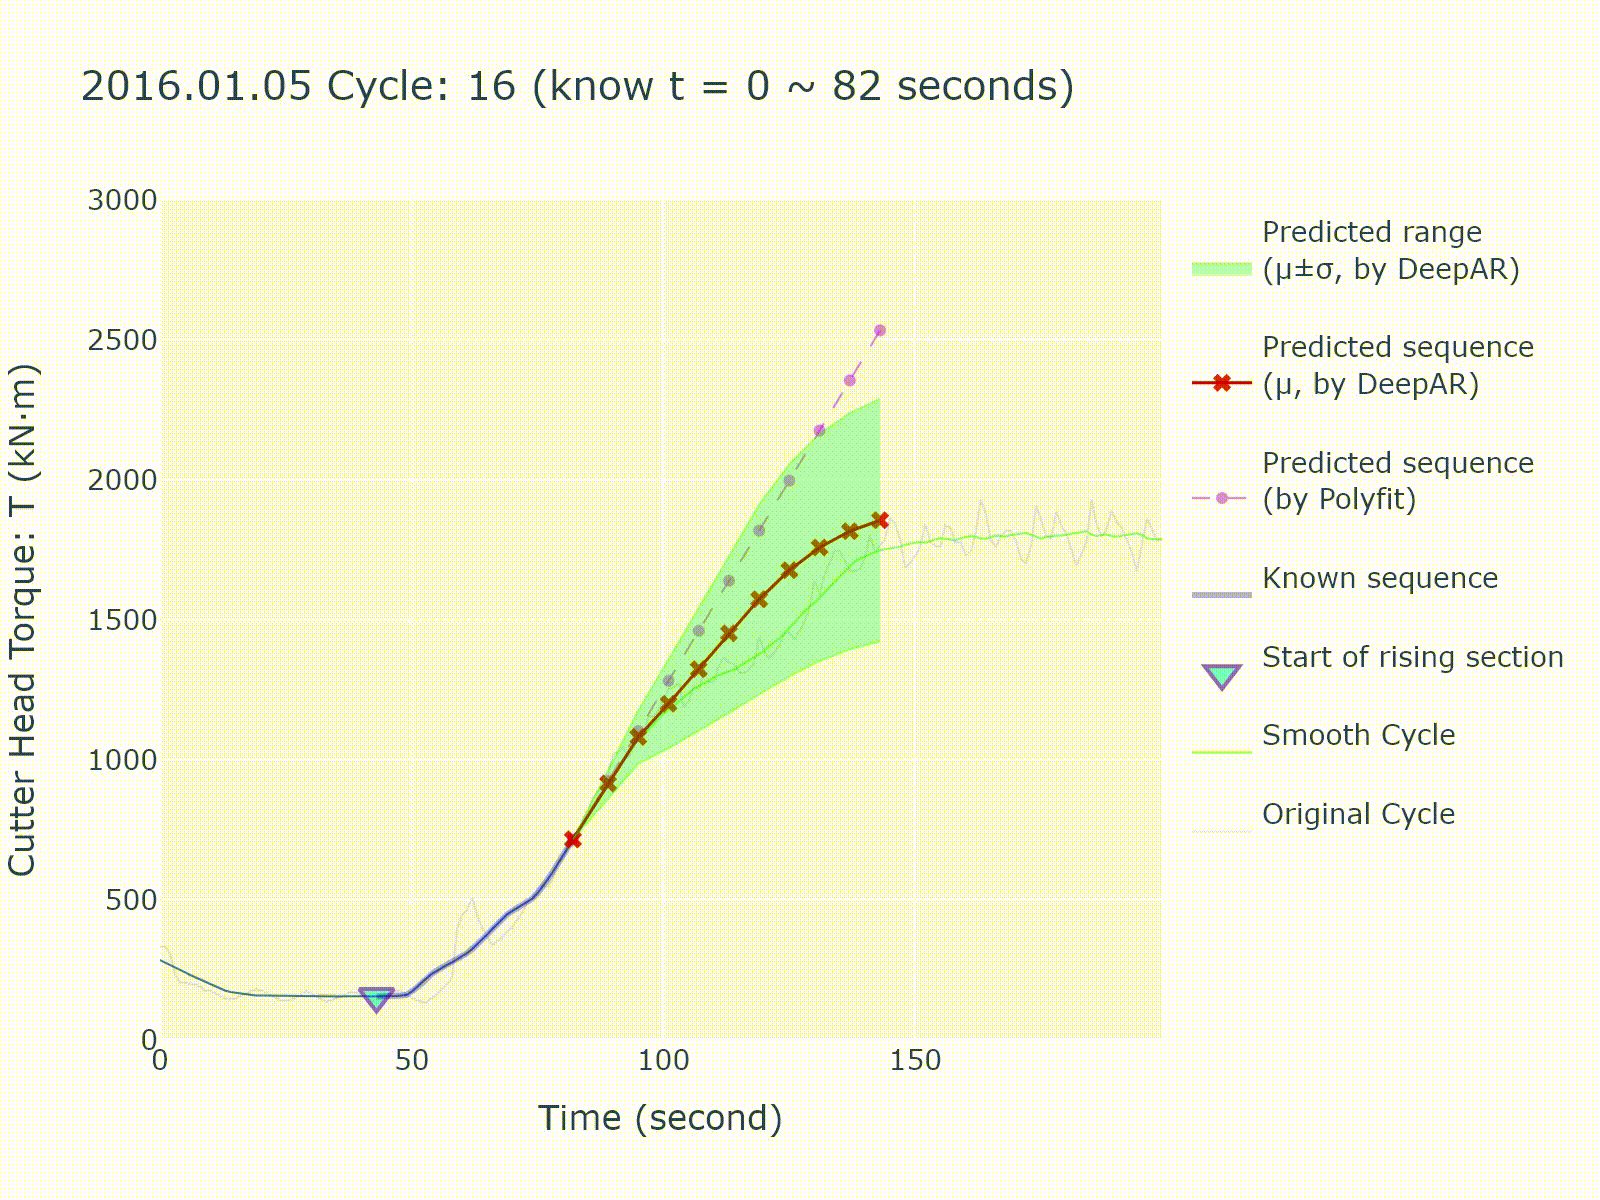 2016.01.05 Cycle: 16 (know t = 0 ~ 82 seconds)
Cutter Head Torque: T (kN·m)
3000
2500
2000
1500
1000
500
0
0 50 100 150
Time (second)
Predicted range
(μ±σ, by DeepAR)
Predicted sequence
(μ, by DeepAR)
Predicted sequence
(by Polyfit)
Known sequence
Start of rising section
Smooth Cycle
Original Cycle